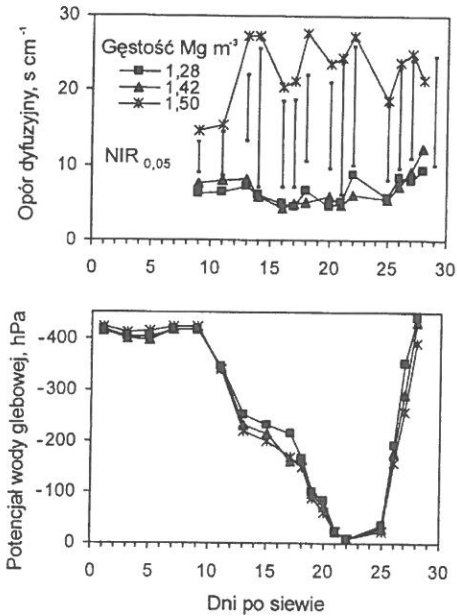 Opór dyfuzyjny, s cm⁻¹
30
20
10
0
Gęstość Mg m⁻³
1,28
1,42
1,50
NIR 0,05
0 5 10 15 20 25 30
Potencjał wody glebowej, hPa
-400
-300
-200
-100
0
0 5 10 15 20 25 30
Dni po siewie